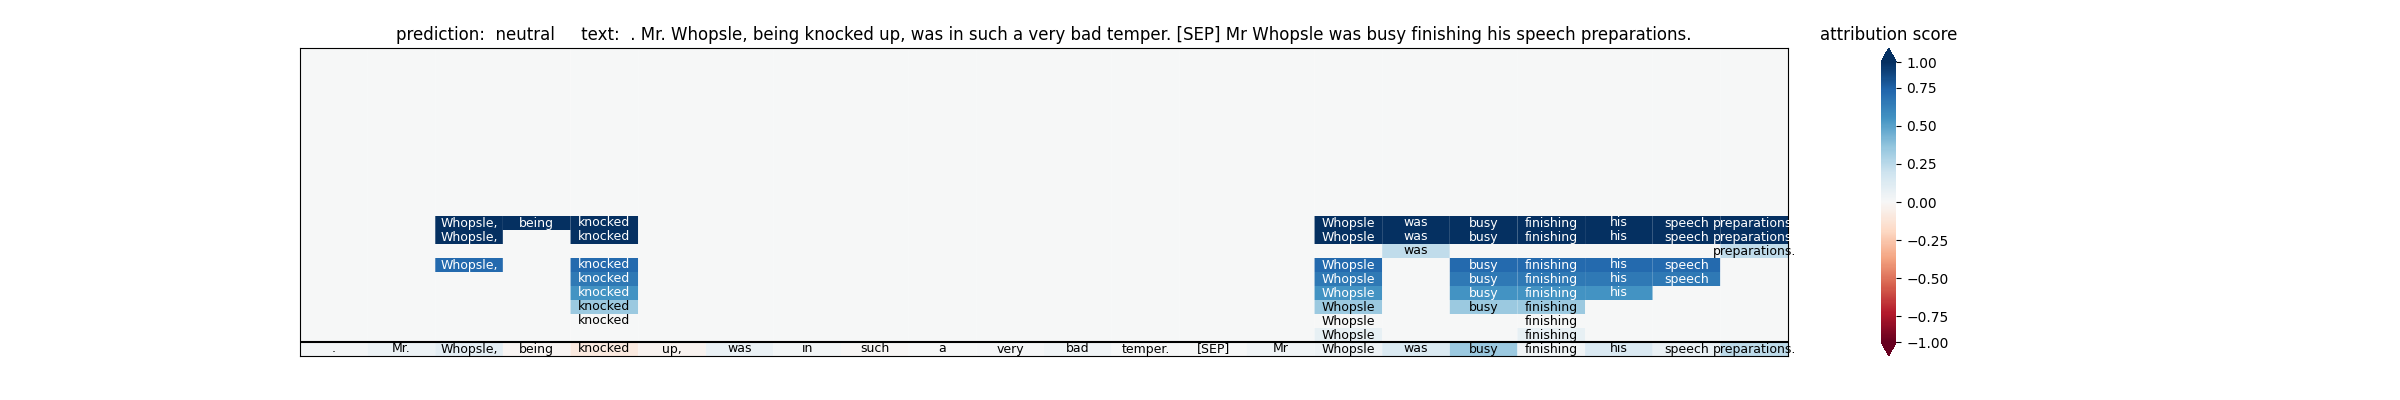 prediction:  neutral     text:  . Mr. Whopsle, being knocked up, was in such a very bad temper. [SEP] Mr Whopsle was busy finishing his speech preparations.
attribution score
Whopsle, being knocked Whopsle was busy finishing his speech preparations
Whopsle, knocked Whopsle was busy finishing his speech preparations
was preparations.
Whopsle, knocked Whopsle busy finishing his speech
knocked Whopsle busy finishing his speech
knocked Whopsle busy finishing his
knocked Whopsle busy finishing
knocked Whopsle finishing
Whopsle finishing
. Mr. Whopsle, being knocked up, was in such a very bad temper. [SEP] Mr Whopsle was busy finishing his speech preparations.
1.00
0.75
0.50
0.25
0.00
−0.25
−0.50
−0.75
−1.00